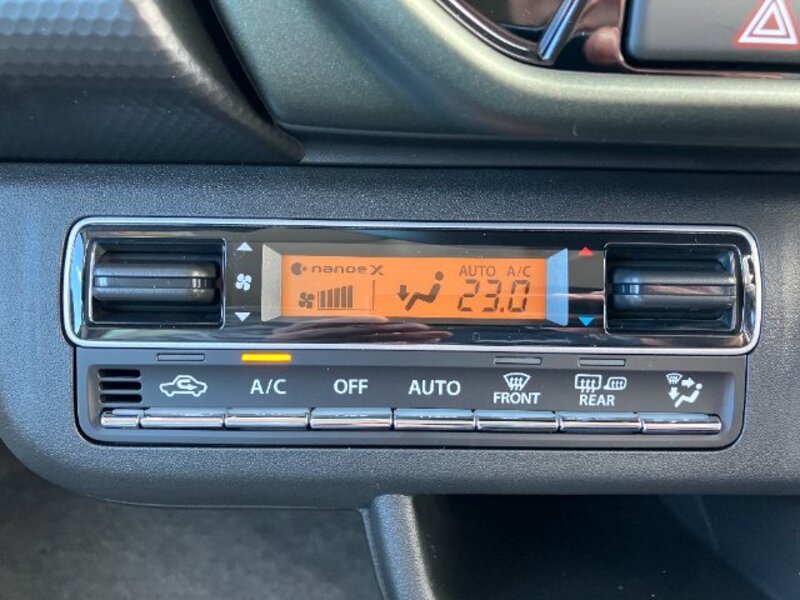 nanoe X
AUTO A/C
23.0
A/C OFF AUTO FRONT REAR